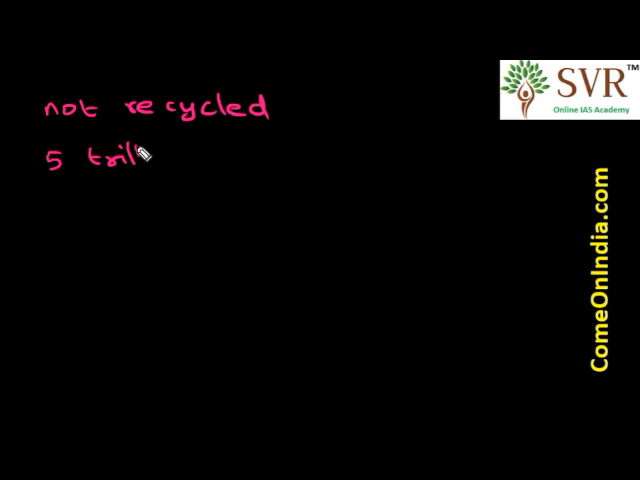 not recycled
5 tril
SVR™
Online IAS Academy
ComeOnIndia.com